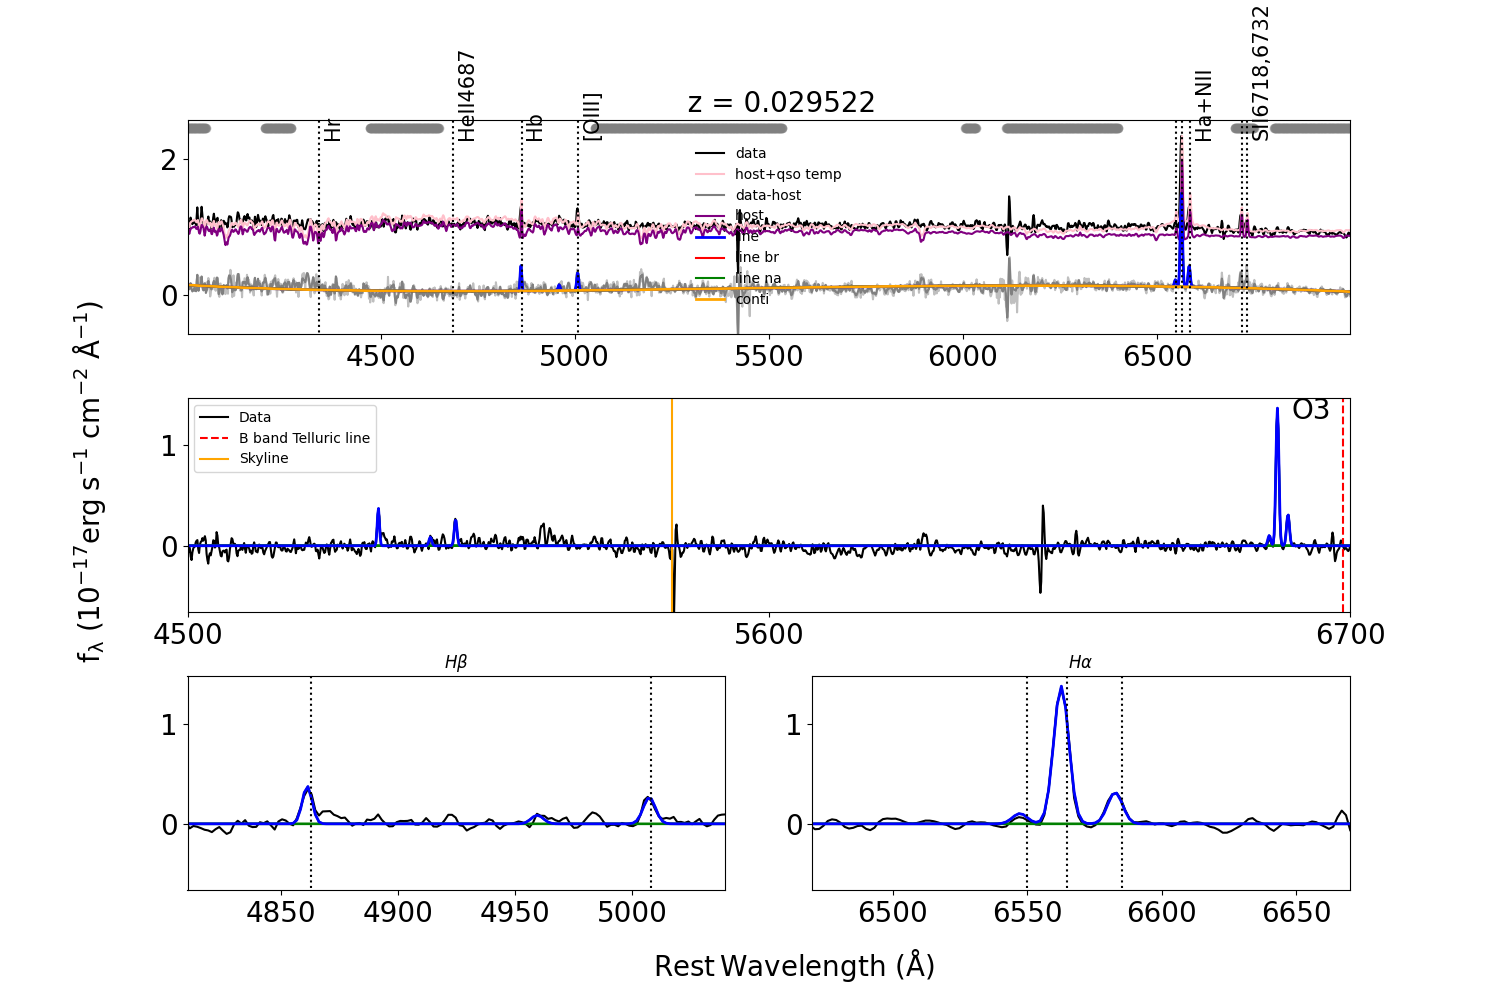 z = 0.029522
Hr
HeII4687
Hb
[OIII]
Ha+NII
SII6718,6732
data
host+qso temp
data-host
host
line
line br
line na
conti
2
0
4500 5000 5500 6000 6500
Data
B band Telluric line
Skyline
O3
1
0
4500 5600 6700
fλ (10⁻¹⁷erg s⁻¹ cm⁻² Å⁻¹)
Hβ
1
0
4850 4900 4950 5000
Hα
1
0
6500 6550 6600 6650
Rest Wavelength (Å)